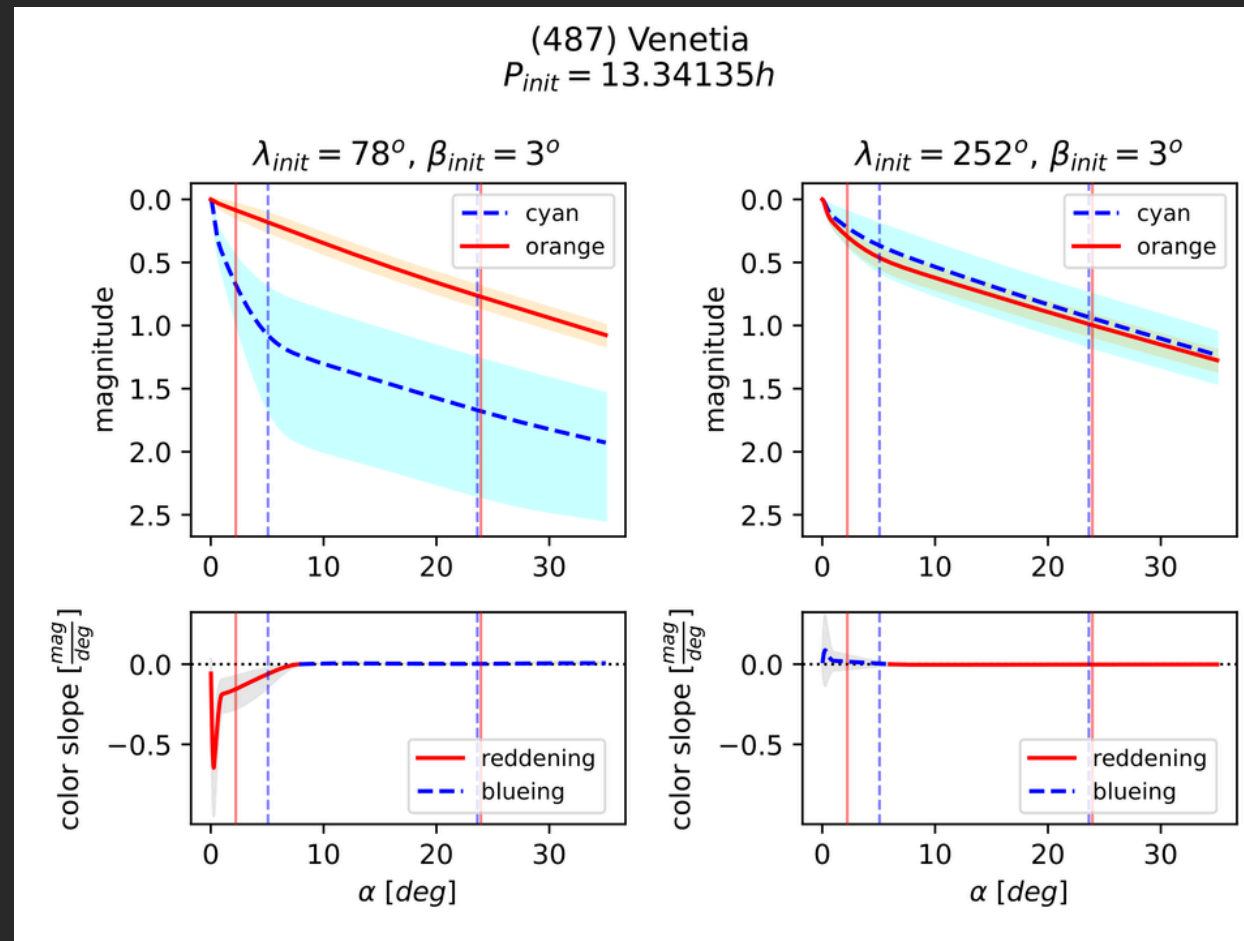 (487) Venetia
P_init = 13.34135h
λ_init = 78°, β_init = 3°
magnitude
0.0
0.5
1.0
1.5
2.0
2.5
cyan
orange
0
10
20
30
color slope [mag/deg]
0.0
−0.5
reddening
blueing
0
10
20
30
α [deg]
λ_init = 252°, β_init = 3°
magnitude
0.0
0.5
1.0
1.5
2.0
2.5
cyan
orange
0
10
20
30
color slope [mag/deg]
0.0
−0.5
reddening
blueing
0
10
20
30
α [deg]